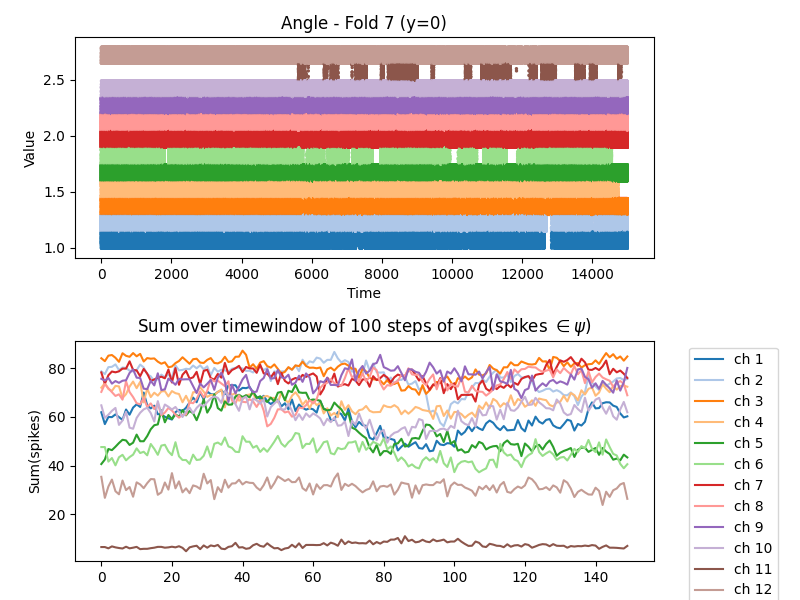 Angle - Fold 7 (y=0)
2.5
2.0
1.5
1.0
Value
0 2000 4000 6000 8000 10000 12000 14000
Time
Sum over timewindow of 100 steps of avg(spikes ∈ ψ)
80
60
40
20
Sum(spikes)
0 20 40 60 80 100 120 140
ch 1
ch 2
ch 3
ch 4
ch 5
ch 6
ch 7
ch 8
ch 9
ch 10
ch 11
ch 12